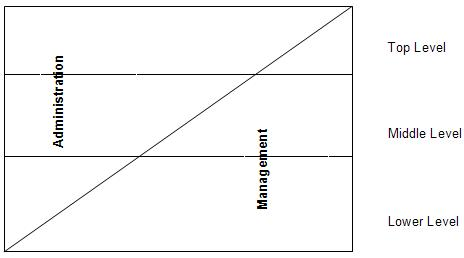 Top Level
Administration
Middle Level
Management
Lower Level